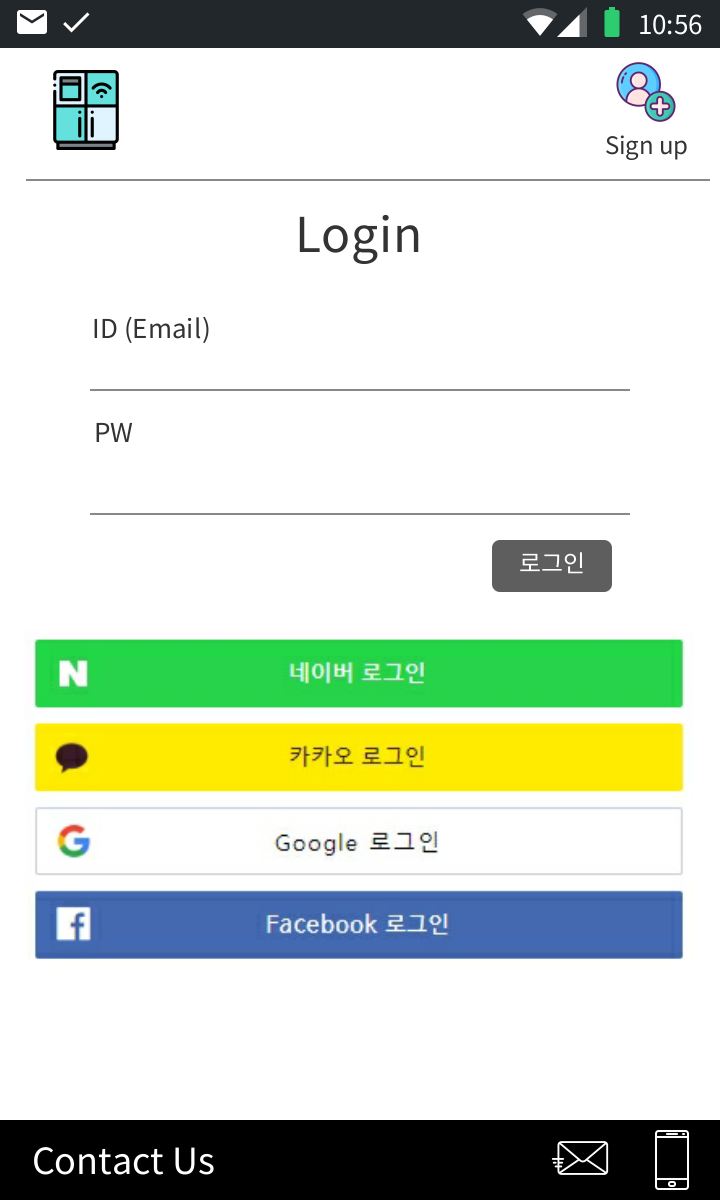 10:56
Sign up
Login
ID (Email)
PW
로그인
N 네이버 로그인
카카오 로그인
G Google 로그인
f Facebook 로그인
Contact Us